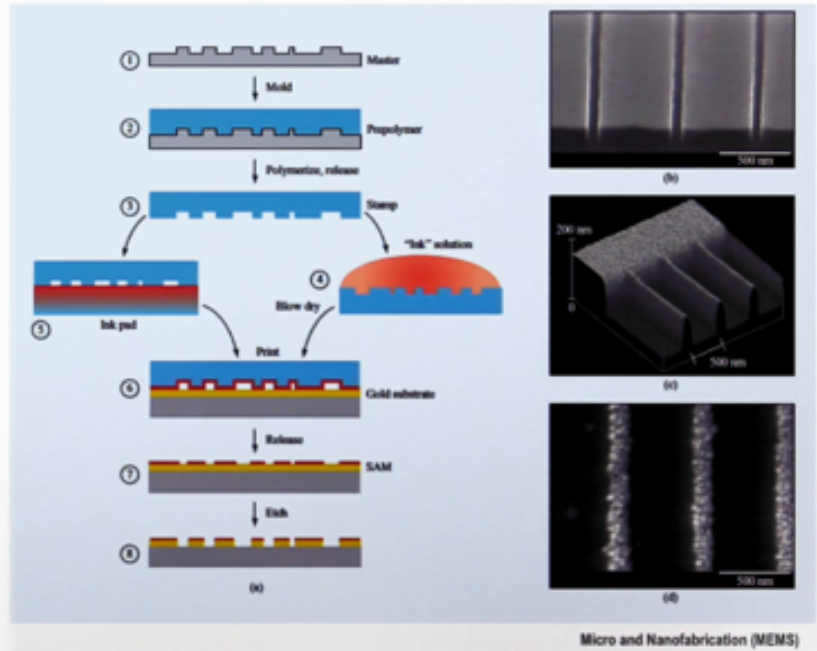 1
Master
Mold
2
Prepolymer
Polymerize, release
3
Stamp
"Ink" solution
4
Blow dry
5
Ink pad
Print
6
Gold substrate
Release
7
SAM
Etch
8
(a)
500 nm
(b)
200 nm
0
500 nm
(c)
500 nm
(d)
Micro and Nanofabrication (MEMS)